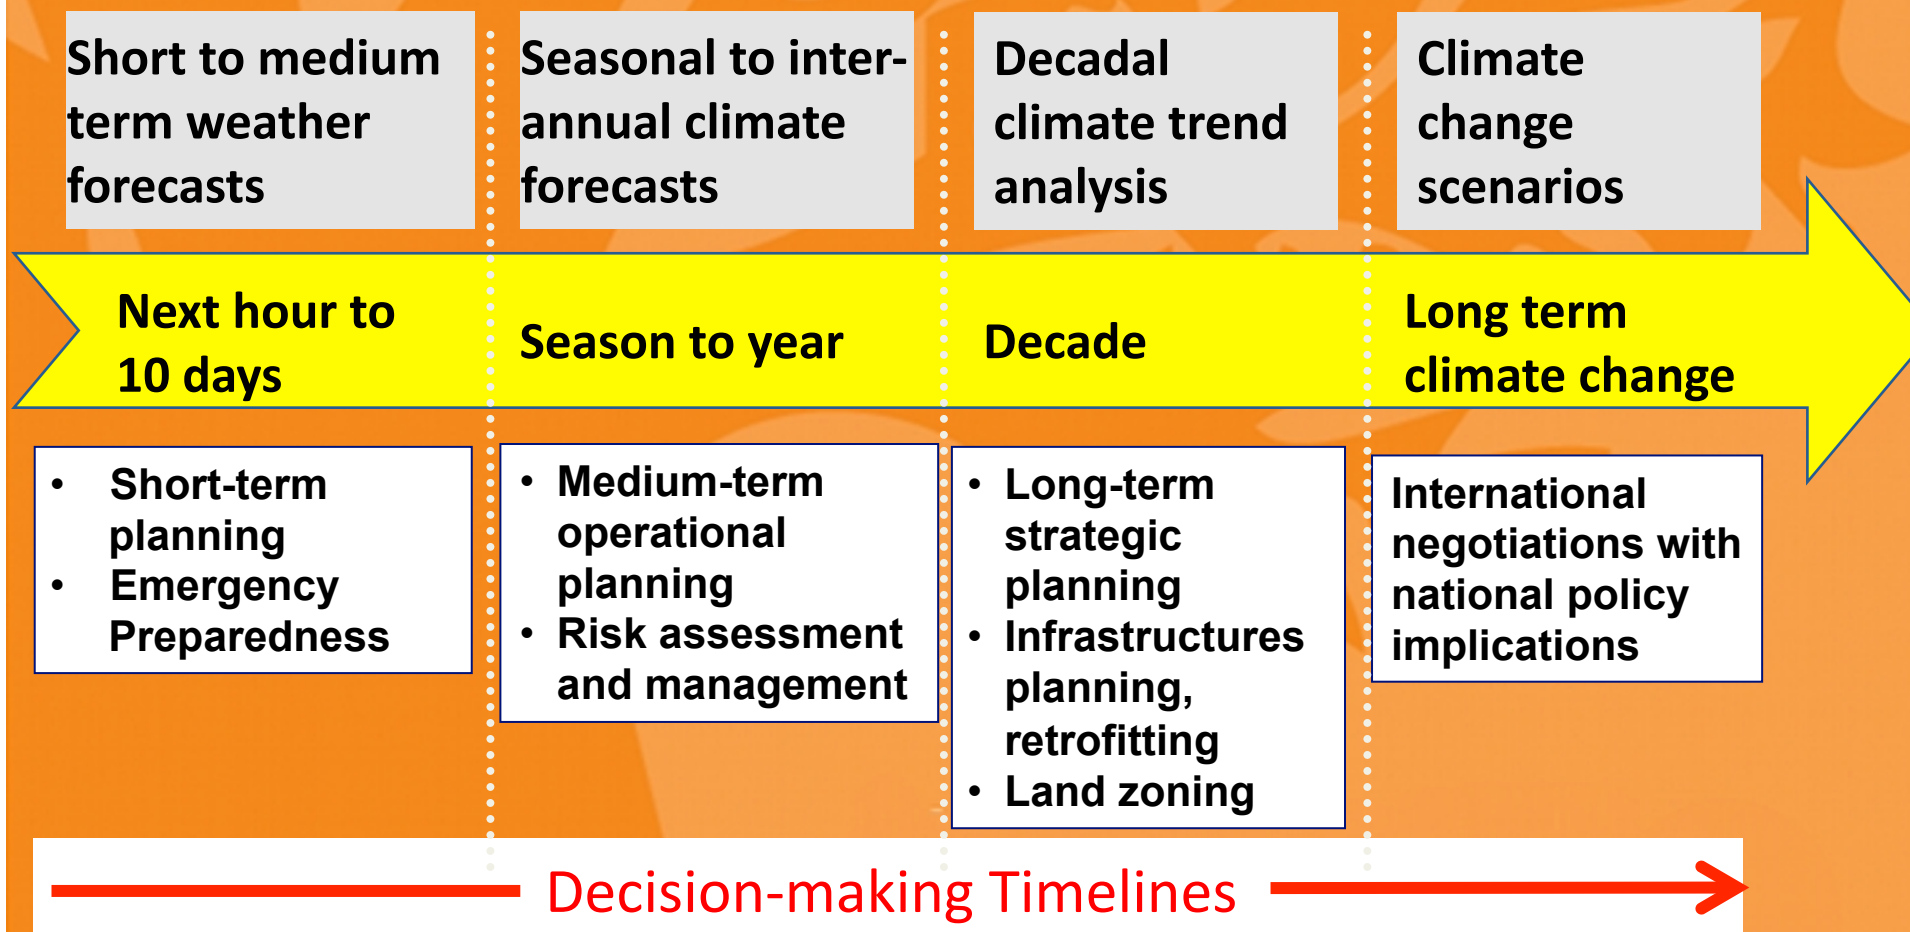 Short to medium
term weather
forecasts
Seasonal to inter-
annual climate
forecasts
Decadal
climate trend
analysis
Climate
change
scenarios
Next hour to
10 days
Season to year
Decade
Long term
climate change
• Short-term
planning
• Emergency
Preparedness
• Medium-term
operational
planning
• Risk assessment
and management
• Long-term
strategic
planning
• Infrastructures
planning,
retrofitting
• Land zoning
International
negotiations with
national policy
implications
Decision-making Timelines